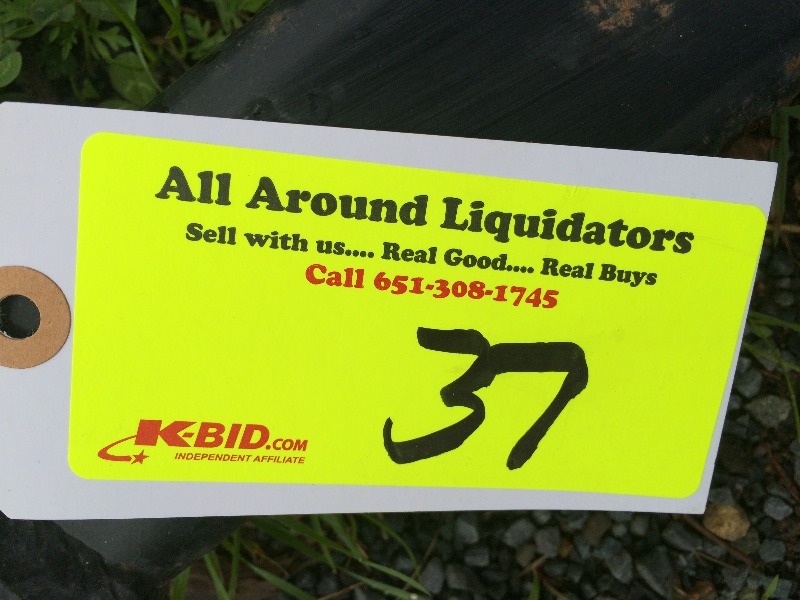 All Around Liquidators
Sell with us.... Real Good.... Real Buys
Call 651-308-1745
37
K-BID.COM
INDEPENDENT AFFILIATE